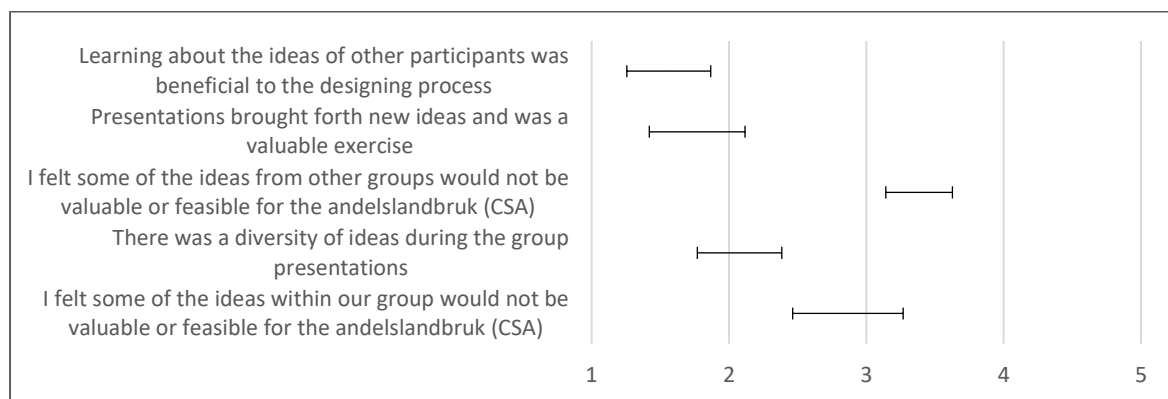 Learning about the ideas of other participants was
beneficial to the designing process
Presentations brought forth new ideas and was a
valuable exercise
I felt some of the ideas from other groups would not be
valuable or feasible for the andelslandbruk (CSA)
There was a diversity of ideas during the group
presentations
I felt some of the ideas within our group would not be
valuable or feasible for the andelslandbruk (CSA)
1 2 3 4 5